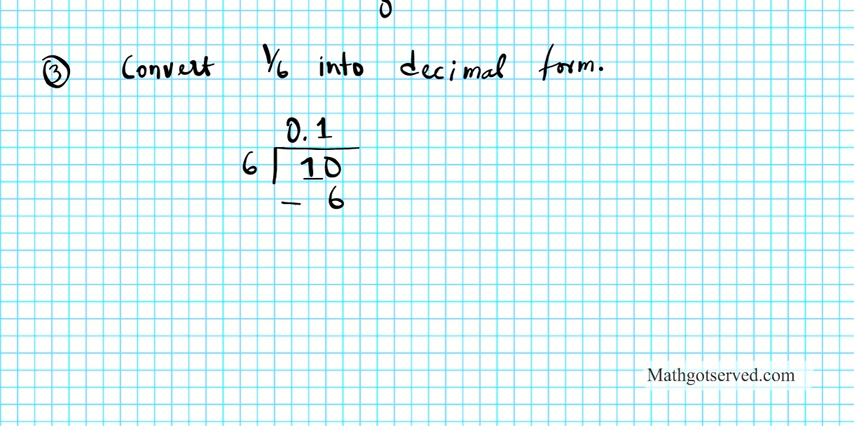 ③ Convert 1/6 into decimal form.
0.1
6 10
- 6
Mathgotserved.com